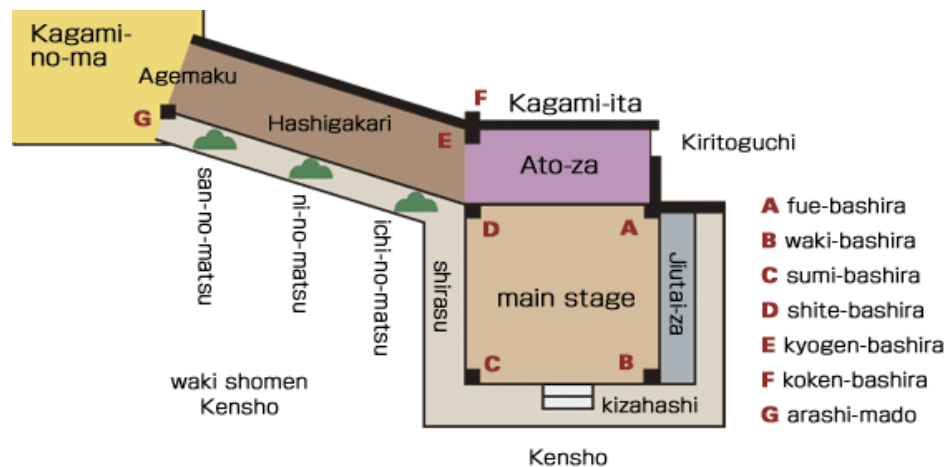 Kagami-
no-ma
Agemaku
G
Hashigakari
E
F
Kagami-ita
Kiritoguchi
Ato-za
D
A
main stage
Jiutai-za
C
B
san-no-matsu
ni-no-matsu
ichi-no-matsu
shirasu
kizahashi
waki shomen
Kensho
Kensho
A fue-bashira
B waki-bashira
C sumi-bashira
D shite-bashira
E kyogen-bashira
F koken-bashira
G arashi-mado